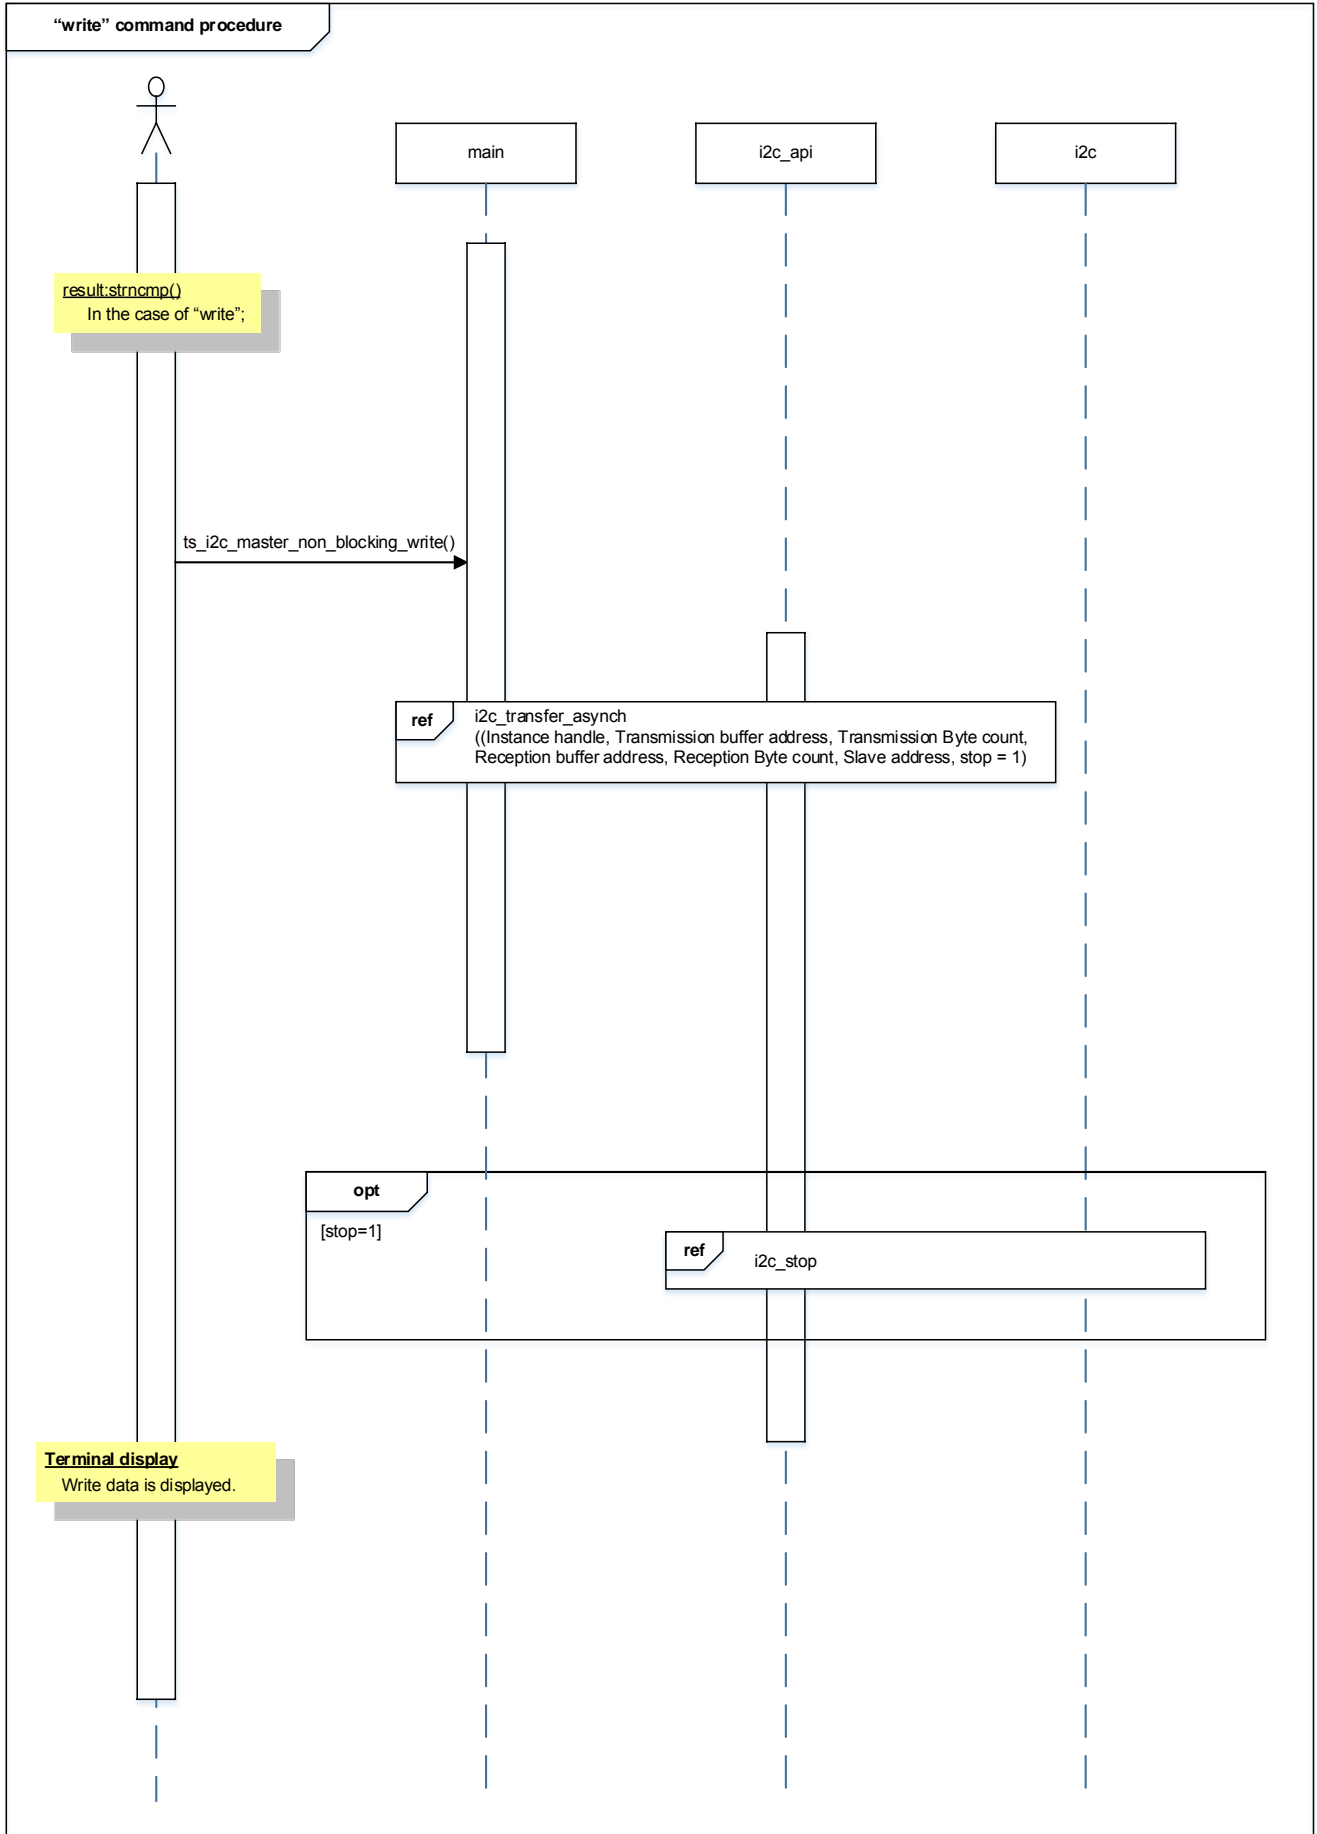 “write” command procedure
main
i2c_api
i2c
result:strncmp()
In the case of “write”;
ts_i2c_master_non_blocking_write()
ref
i2c_transfer_asynch
((Instance handle, Transmission buffer address, Transmission Byte count,
Reception buffer address, Reception Byte count, Slave address, stop = 1)
opt
[stop=1]
ref
i2c_stop
Terminal display
Write data is displayed.